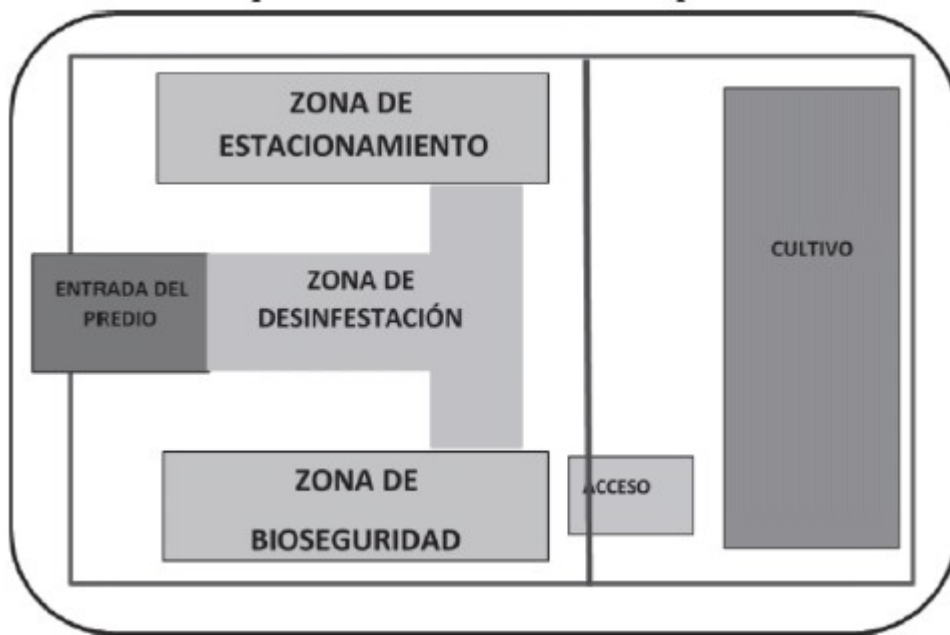 ZONA DE
ESTACIONAMIENTO
ENTRADA DEL
PREDIO
ZONA DE
DESINFESTACIÓN
CULTIVO
ZONA DE
BIOSEGURIDAD
ACCESO